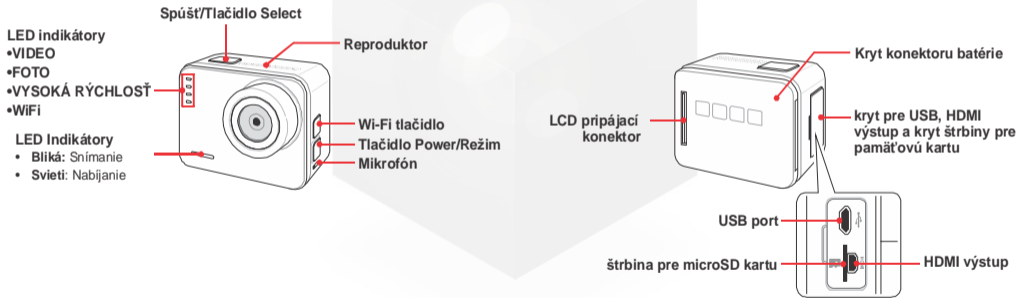 Spúšť/Tlačidlo Select
LED indikátory
•VIDEO
•FOTO
•VYSOKÁ RÝCHLOSŤ
•WiFi
Reproduktor
LED Indikátory
• Bliká: Snímanie
• Svieti: Nabíjanie
Wi-Fi tlačidlo
Tlačidlo Power/Režim
Mikrofón
Kryt konektoru batérie
LCD pripájací
konektor
kryt pre USB, HDMI
výstup a kryt štrbiny pre
pamäťovú kartu
USB port
štrbina pre microSD kartu
HDMI výstup